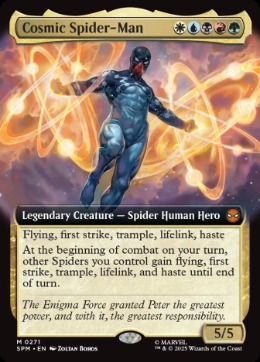 Cosmic Spider-Man
Legendary Creature — Spider Human Hero
Flying, first strike, trample, lifelink, haste
At the beginning of combat on your turn,
other Spiders you control gain flying, first
strike, trample, lifelink, and haste until
end of turn.
The Enigma Force granted Peter the greatest
power, and with it, the greatest responsibility.
5/5
M 0271
SPM • EN Zoltan Boros
© MARVEL
™ & © 2025 Wizards of the Coast